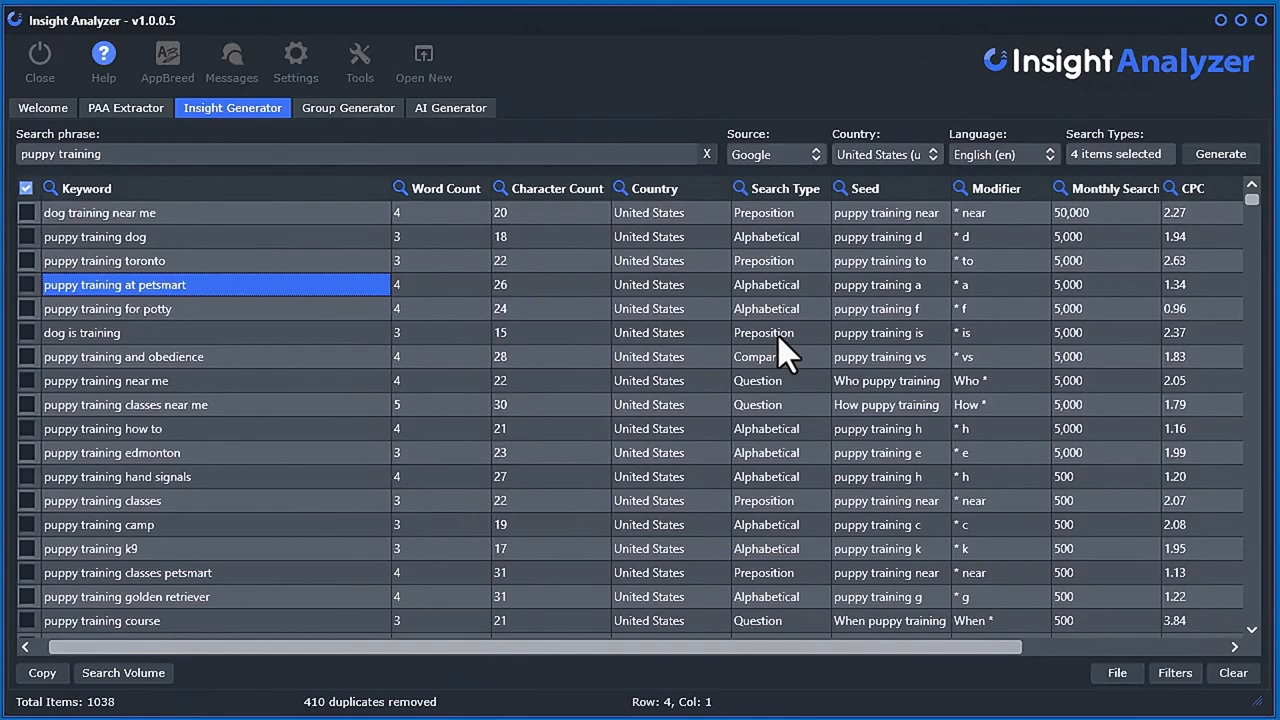 Insight Analyzer - v1.0.0.5
Close Help AppBreed Messages Settings Tools Open New
InsightAnalyzer
Welcome PAA Extractor Insight Generator Group Generator AI Generator
Search phrase: Source: Country: Language: Search Types:
puppy training X Google United States (u English (en) 4 items selected Generate
Keyword Word Count Character Count Country Search Type Seed Modifier Monthly Search CPC
dog training near me 4 20 United States Preposition puppy training near * near 50,000 2.27
puppy training dog 3 18 United States Alphabetical puppy training d * d 5,000 1.94
puppy training toronto 3 22 United States Preposition puppy training to * to 5,000 2.63
puppy training at petsmart 4 26 United States Alphabetical puppy training a * a 5,000 1.34
puppy training for potty 4 24 United States Alphabetical puppy training f * f 5,000 0.96
dog is training 3 15 United States Preposition puppy training is * is 5,000 2.37
puppy training and obedience 4 28 United States Compar puppy training vs * vs 5,000 1.83
puppy training near me 4 22 United States Question Who puppy training Who * 5,000 2.05
puppy training classes near me 5 30 United States Question How puppy training How * 5,000 1.79
puppy training how to 4 21 United States Alphabetical puppy training h * h 5,000 1.16
puppy training edmonton 3 23 United States Alphabetical puppy training e * e 5,000 1.99
puppy training hand signals 4 27 United States Alphabetical puppy training h * h 500 1.20
puppy training classes 3 22 United States Preposition puppy training near * near 500 2.07
puppy training camp 3 19 United States Alphabetical puppy training c * c 500 2.08
puppy training k9 3 17 United States Alphabetical puppy training k * k 500 1.95
puppy training classes petsmart 4 31 United States Preposition puppy training near * near 500 1.13
puppy training golden retriever 4 31 United States Alphabetical puppy training g * g 500 1.22
puppy training course 3 21 United States Question When puppy training When * 500 3.84
Copy Search Volume File Filters Clear
Total Items: 1038 410 duplicates removed Row: 4, Col: 1